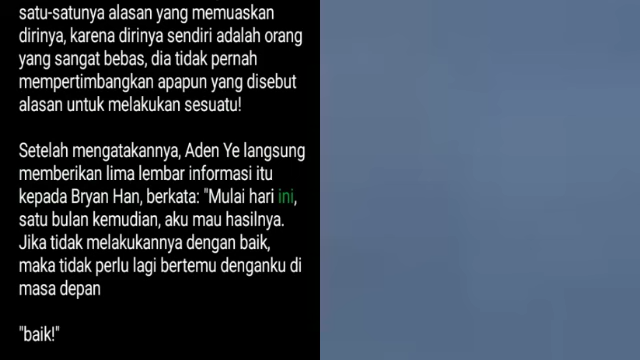 satu-satunya alasan yang memuaskan
dirinya, karena dirinya sendiri adalah orang
yang sangat bebas, dia tidak pernah
mempertimbangkan apapun yang disebut
alasan untuk melakukan sesuatu!
Setelah mengatakannya, Aden Ye langsung
memberikan lima lembar informasi itu
kepada Bryan Han, berkata: "Mulai hari ini,
satu bulan kemudian, aku mau hasilnya.
Jika tidak melakukannya dengan baik,
maka tidak perlu lagi bertemu denganku di
masa depan
"baik!"